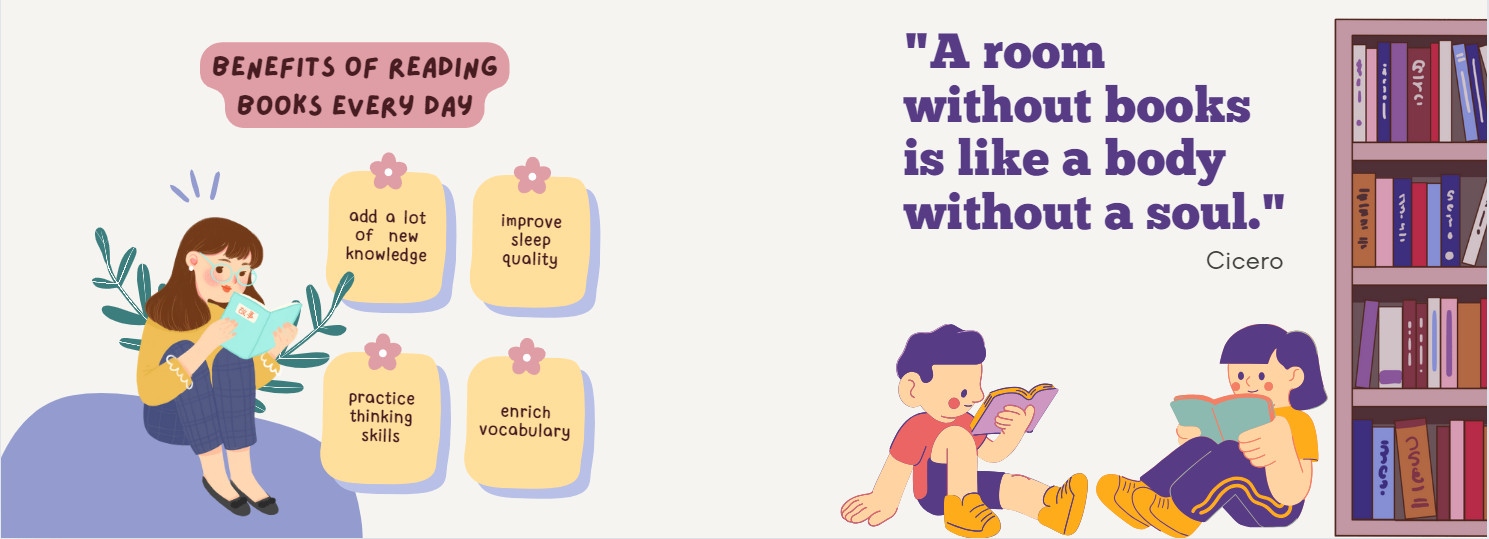 BENEFITS OF READING
BOOKS EVERY DAY
add a lot
of new
knowledge
improve
sleep
quality
practice
thinking
skills
enrich
vocabulary
"A room
without books
is like a body
without a soul."
Cicero